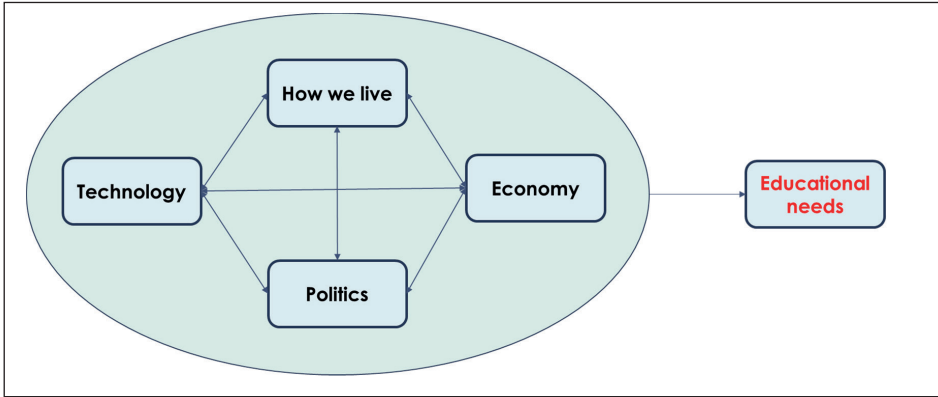 How we live
Technology
Economy
Educational
needs
Politics